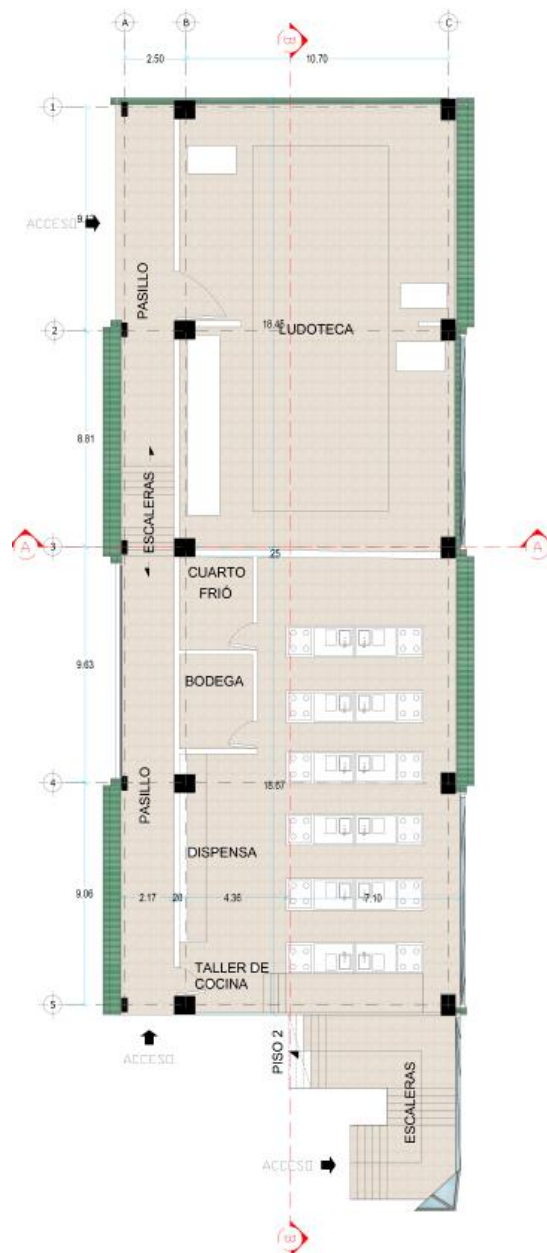 A
B
C
B
2.50
10.70
1
ACCESO
PASILLO
2
18.45
LUDOTECA
8.81
ESCALERAS
A
3
A
25
CUARTO
FRIÓ
BODEGA
9.63
4
PASILLO
DISPENSA
9.06
2.17
20
4.36
7.10
TALLER DE
COCINA
5
ACCESO
PISO 2
ESCALERAS
ACCESO
B